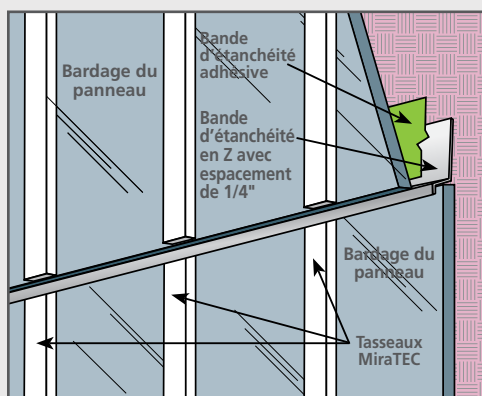 Bande
d'étanchéité
adhésive
Bardage du
panneau
Bande
d'étanchéité
en Z avec
espacement
de 1/4"
Bardage du
panneau
Tasseaux
MiraTEC